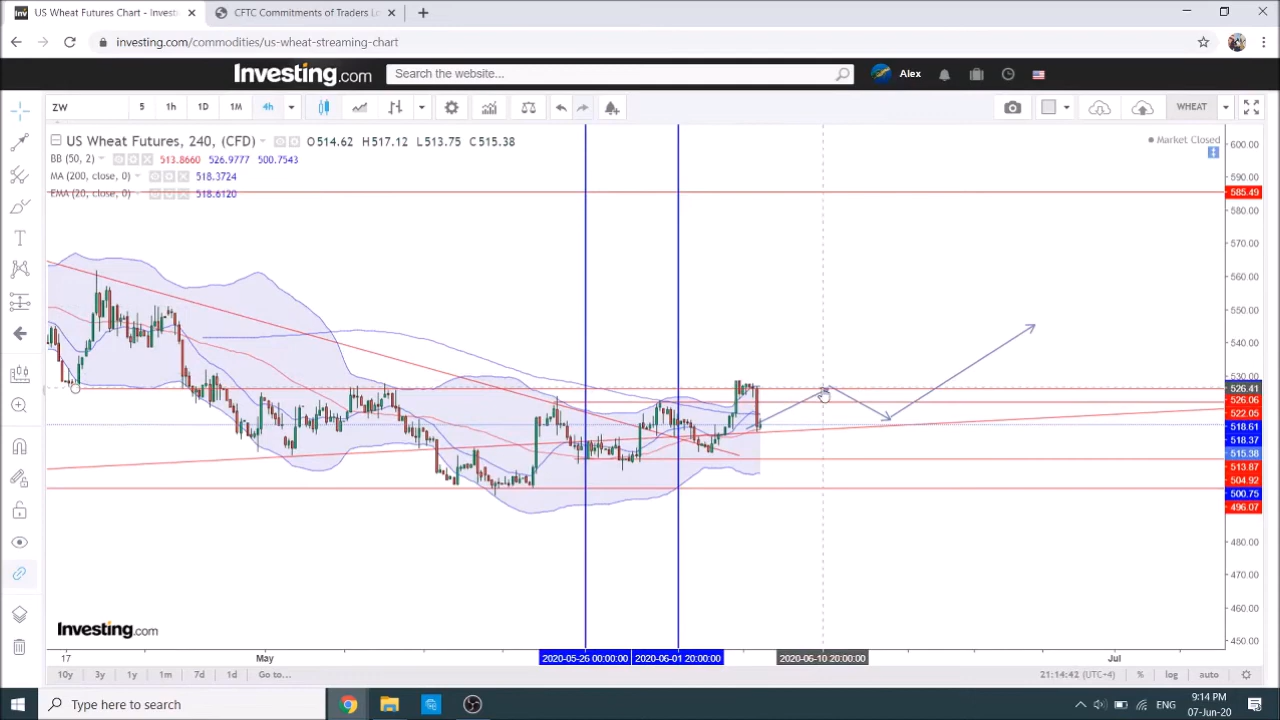 US Wheat Futures Chart - Investi
CFTC Commitments of Traders Lo
investing.com/commodities/us-wheat-streaming-chart
Investing.com
Search the website...
Alex
ZW
5 1h 1D 1M 4h
WHEAT
US Wheat Futures, 240, (CFD) O514.62 H517.12 L513.75 C515.38
Market Closed
BB (50, 2) 513.8660 526.9777 500.7543
MA (200, close, 0) 518.3724
EMA (20, close, 0) 518.6120
600.00
590.00
585.49
580.00
570.00
560.00
550.00
540.00
530.00
526.41
526.06
522.05
518.61
518.37
515.38
513.87
504.92
500.75
496.07
480.00
470.00
460.00
450.00
Investing.com
17 May 2020-05-26 00:00:00 2020-06-01 20:00:00 2020-06-10 20:00:00 Jul
10y 3y 1y 1m 7d 1d Go to... 21:14:42 (UTC+4) % log auto
Type here to search
ENG
9:14 PM
07-Jun-20